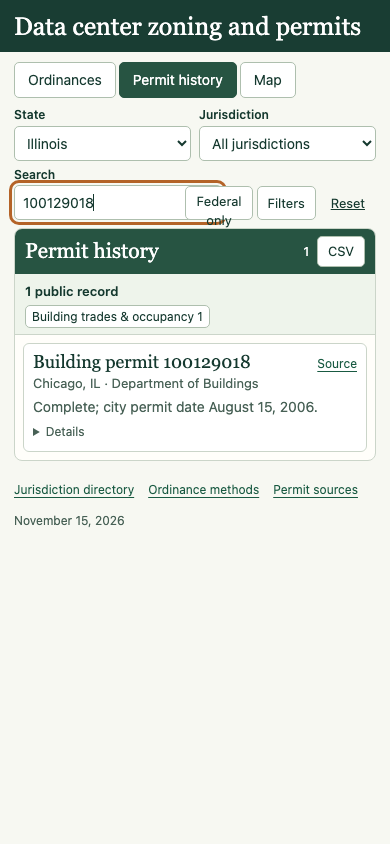 Data center zoning and permits
Ordinances Permit history Map
State Jurisdiction
Illinois All jurisdictions
Search
100129018 Federal only Filters Reset
Permit history 1 CSV
1 public record
Building trades & occupancy 1
Building permit 100129018 Source
Chicago, IL · Department of Buildings
Complete; city permit date August 15, 2006.
Details
Jurisdiction directory Ordinance methods Permit sources
November 15, 2026